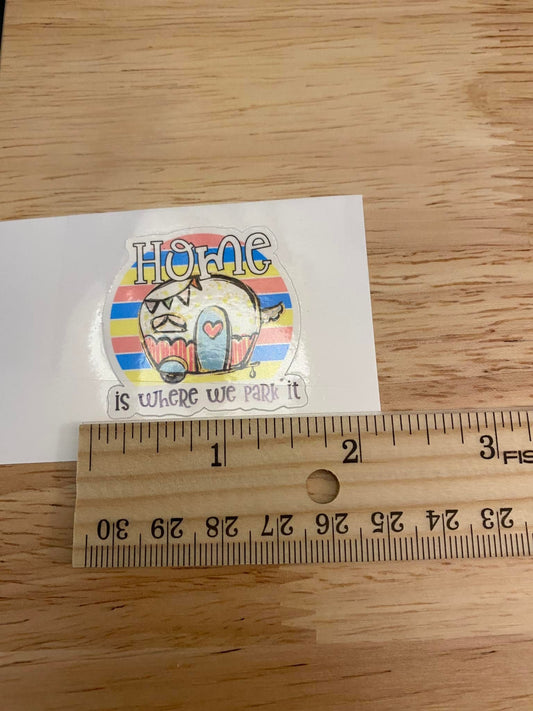 Home
is where we park it
1 2 3 FIS
30 29 28 27 26 25 24 23